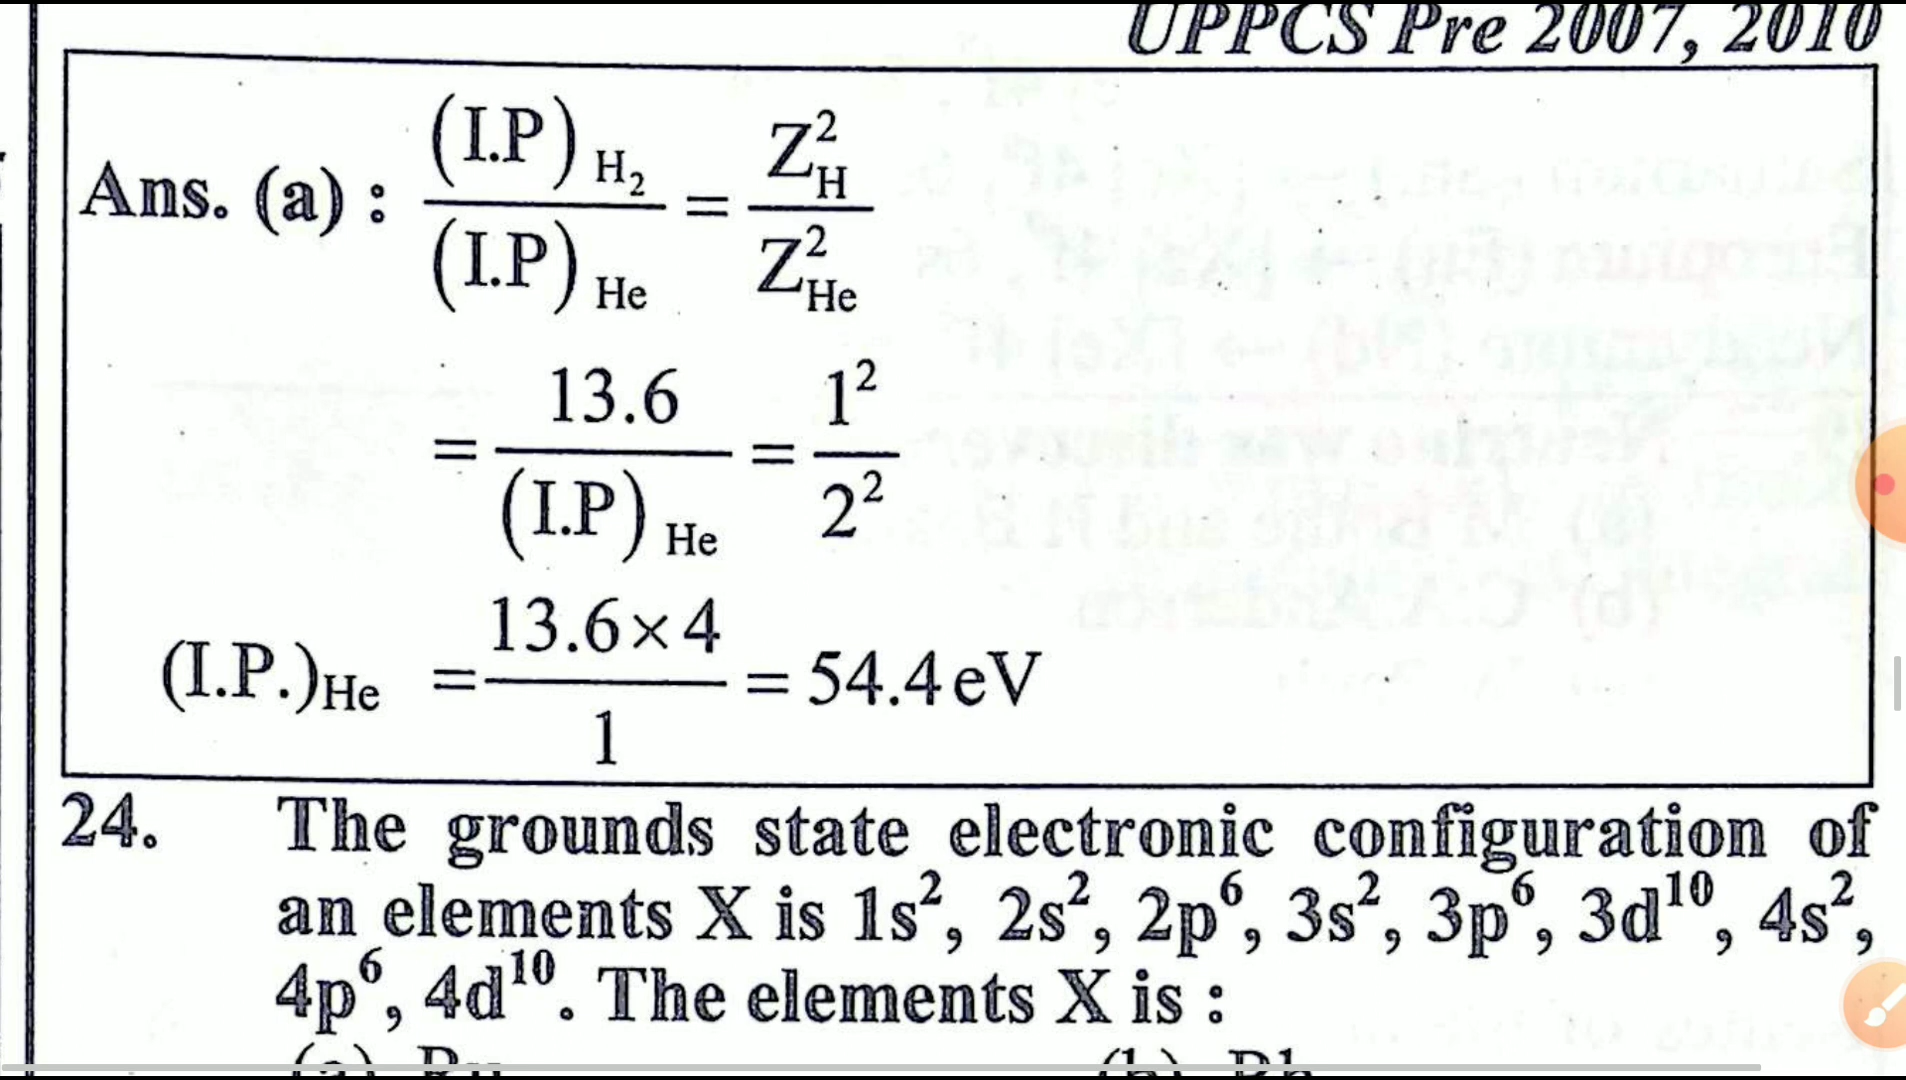 UPPCS Pre 2007, 2010
Ans. (a) : (I.P) H₂ / (I.P) He = Z²H / Z²He
= 13.6 / (I.P) He = 1² / 2²
(I.P.)He = 13.6×4 / 1 = 54.4 eV
24. The grounds state electronic configuration of
an elements X is 1s², 2s², 2p⁶, 3s², 3p⁶, 3d¹⁰, 4s²,
4p⁶, 4d¹⁰. The elements X is :
(a) Ru (b) Rh